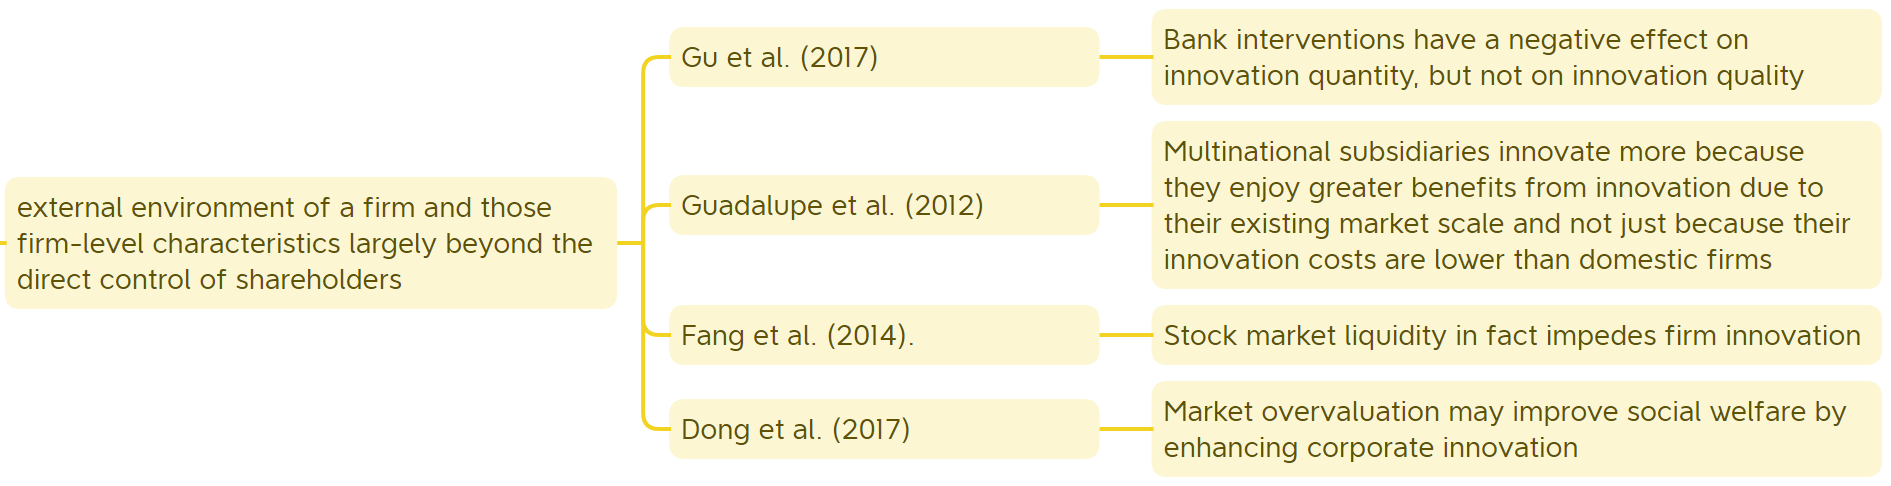 external environment of a firm and those
firm-level characteristics largely beyond the
direct control of shareholders
Gu et al. (2017)
Bank interventions have a negative effect on
innovation quantity, but not on innovation quality
Guadalupe et al. (2012)
Multinational subsidiaries innovate more because
they enjoy greater benefits from innovation due to
their existing market scale and not just because their
innovation costs are lower than domestic firms
Fang et al. (2014).
Stock market liquidity in fact impedes firm innovation
Dong et al. (2017)
Market overvaluation may improve social welfare by
enhancing corporate innovation